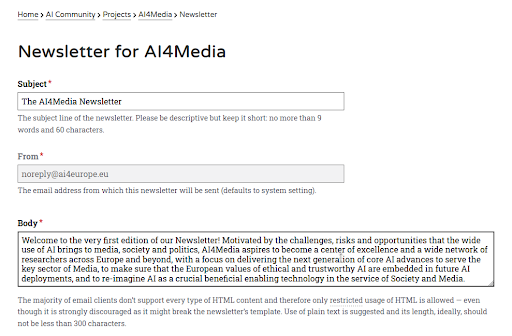 Home > AI Community > Projects > AI4Media > Newsletter
Newsletter for AI4Media
Subject*
The AI4Media Newsletter
The subject line of the newsletter. Please be descriptive but keep it short: no more than 9
words and 60 characters.
From*
noreply@ai4europe.eu
The email address from which this newsletter will be sent (defaults to system setting).
Body*
Welcome to the very first edition of our Newsletter! Motivated by the challenges, risks and opportunities that the wide
use of AI brings to media, society and politics, AI4Media aspires to become a center of excellence and a wide network of
researchers across Europe and beyond, with a focus on delivering the next generation of core AI advances to serve the
key sector of Media, to make sure that the European values of ethical and trustworthy AI are embedded in future AI
deployments, and to re-imagine AI as a crucial beneficial enabling technology in the service of Society and Media.
The majority of email clients don't support every type of HTML content and therefore only restricted usage of HTML is allowed — even
though it is strongly discouraged as it might break the newsletter's template. Use of plain text is suggested and its length, ideally, should
not be less than 300 characters.